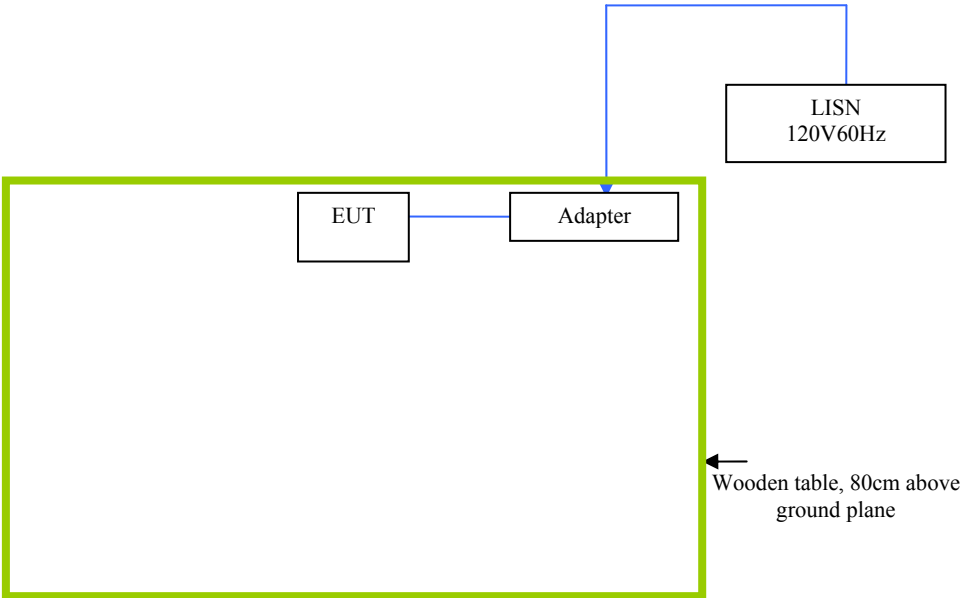 LISN
120V60Hz
EUT
Adapter
Wooden table, 80cm above
ground plane